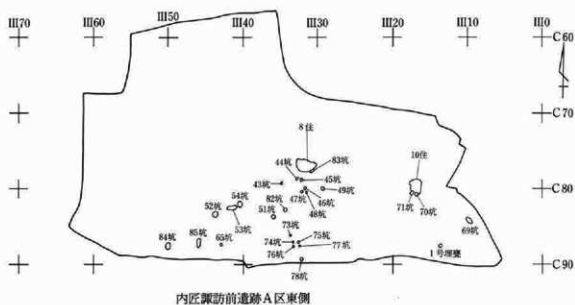 Ⅲ70 Ⅲ60 Ⅲ50 Ⅲ40 Ⅲ30 Ⅲ20 Ⅲ10 Ⅲ0
C60
C70
8住
83坑
44坑 45坑
10住
43坑 46坑 49坑
C80
54坑 82坑 47坑 48坑
71坑 70坑
52坑 53坑 51坑
69坑
73坑
84坑 85坑 65坑 74坑 75坑
76坑 77坑
1号埋甕
78坑
C90
内匠諏訪前遺跡A区東側